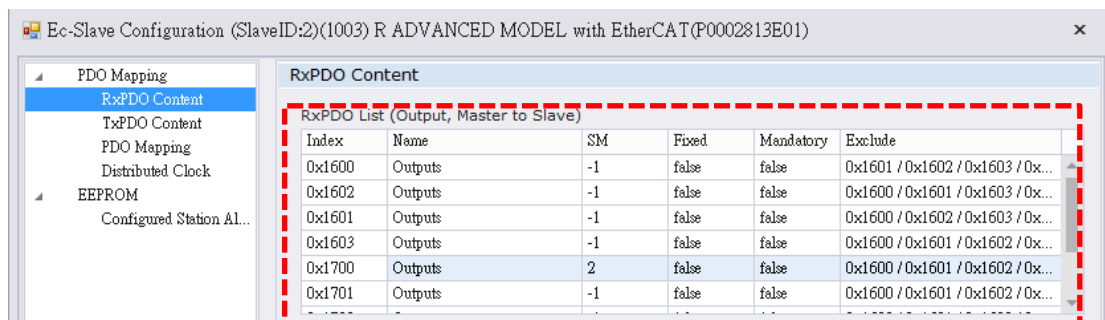 Ec-Slave Configuration (SlaveID:2)(1003) R ADVANCED MODEL with EtherCAT(P0002813E01)
PDO Mapping
RxPDO Content
TxPDO Content
PDO Mapping
Distributed Clock
EEPROM
Configured Station Al...
RxPDO Content
RxPDO List (Output, Master to Slave)
Index Name SM Fixed Mandatory Exclude
0x1600 Outputs -1 false false 0x1601 / 0x1602 / 0x1603 / 0x...
0x1602 Outputs -1 false false 0x1600 / 0x1601 / 0x1603 / 0x...
0x1601 Outputs -1 false false 0x1600 / 0x1602 / 0x1603 / 0x...
0x1603 Outputs -1 false false 0x1600 / 0x1601 / 0x1602 / 0x...
0x1700 Outputs 2 false false 0x1600 / 0x1601 / 0x1602 / 0x...
0x1701 Outputs -1 false false 0x1600 / 0x1601 / 0x1602 / 0x...